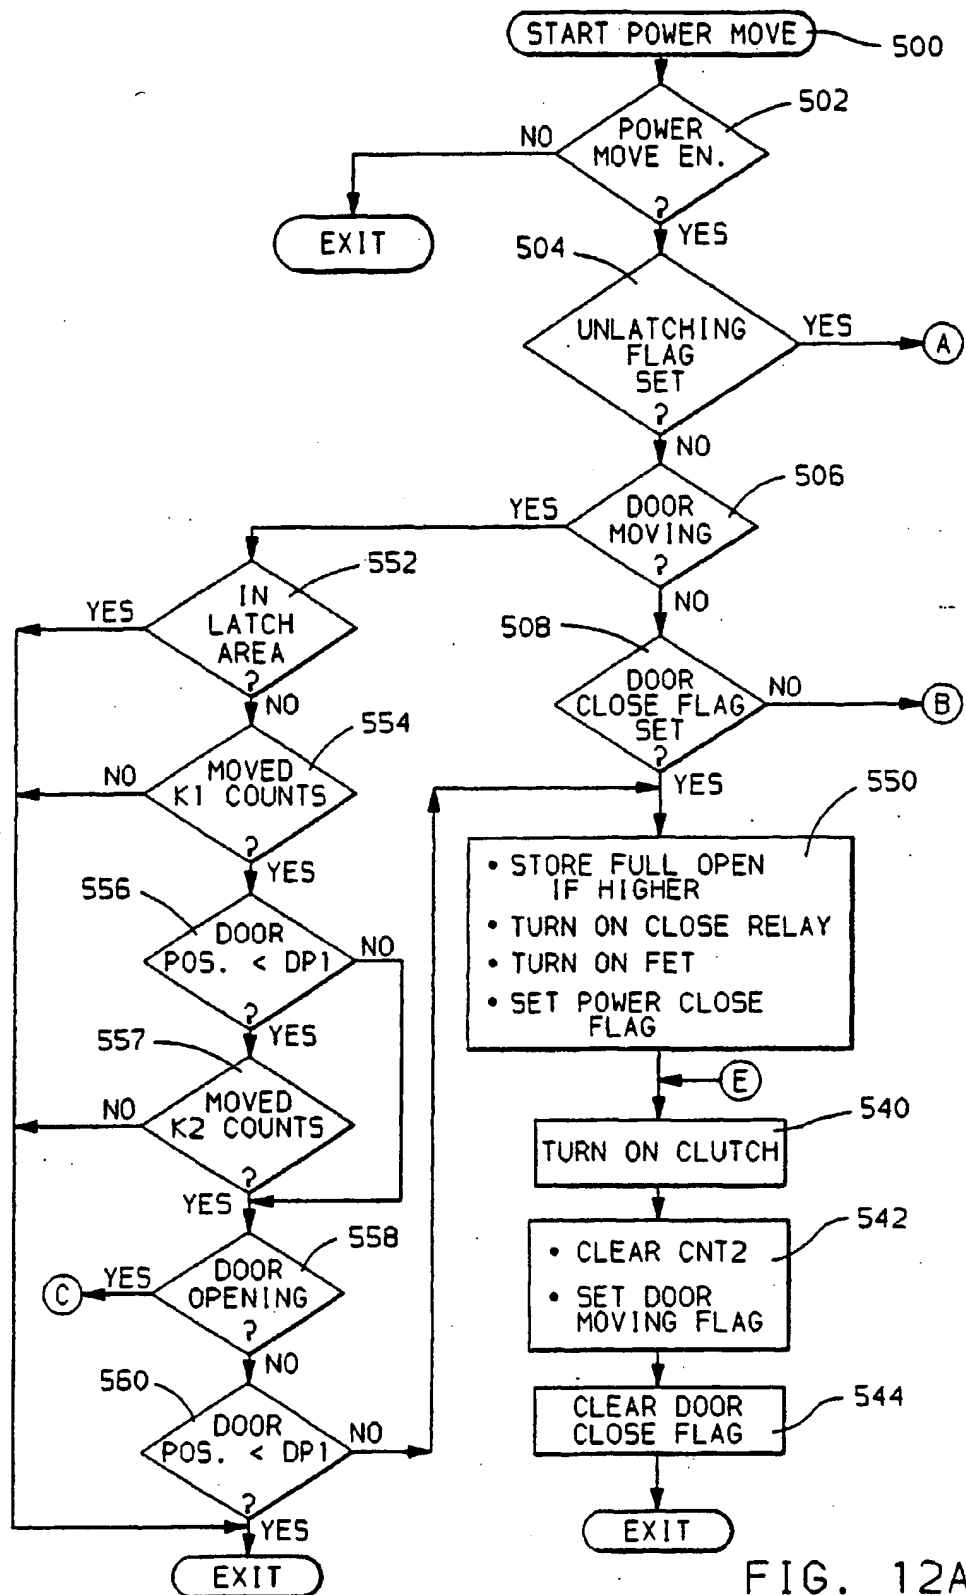 START POWER MOVE
500
502
POWER
MOVE EN.
?
NO
YES
EXIT
504
UNLATCHING
FLAG
SET
?
YES
A
NO
506
DOOR
MOVING
?
YES
NO
552
IN
LATCH
AREA
?
YES
NO
508
DOOR
CLOSE FLAG
SET
?
NO
B
YES
554
MOVED
K1 COUNTS
?
NO
YES
550
• STORE FULL OPEN
IF HIGHER
• TURN ON CLOSE RELAY
• TURN ON FET
• SET POWER CLOSE
FLAG
556
DOOR
POS. < DP1
?
NO
YES
557
MOVED
K2 COUNTS
?
NO
YES
E
540
TURN ON CLUTCH
558
DOOR
OPENING
?
YES
C
NO
542
• CLEAR CNT2
• SET DOOR
MOVING FLAG
560
DOOR
POS. < DP1
?
NO
YES
EXIT
544
CLEAR DOOR
CLOSE FLAG
EXIT
FIG. 12A